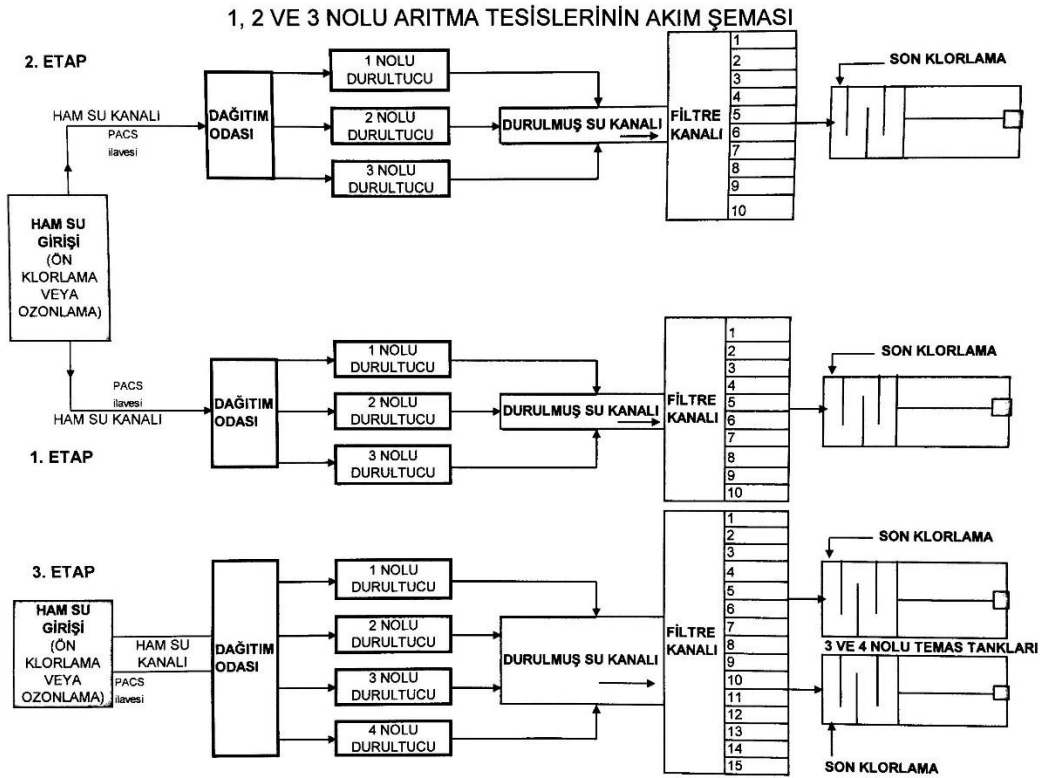 1, 2 VE 3 NOLU ARITMA TESİSLERİNİN AKIM ŞEMASI
2. ETAP
HAM SU
GİRİŞİ
(ÖN
KLORLAMA
VEYA
OZONLAMA)
HAM SU KANALI
PACS
ilavesi
DAĞITIM
ODASI
1 NOLU
DURULTUCU
2 NOLU
DURULTUCU
3 NOLU
DURULTUCU
DURULMUŞ SU KANALI
FİLTRE
KANALI
1
2
3
4
5
6
7
8
9
10
SON KLORLAMA
PACS
ilavesi
HAM SU KANALI
1. ETAP
DAĞITIM
ODASI
1 NOLU
DURULTUCU
2 NOLU
DURULTUCU
3 NOLU
DURULTUCU
DURULMUŞ SU KANALI
FİLTRE
KANALI
1
2
3
4
5
6
7
8
9
10
SON KLORLAMA
3. ETAP
HAM SU
GİRİŞİ
(ÖN
KLORLAMA
VEYA
OZONLAMA)
HAM SU
KANALI
PACS
ilavesi
DAĞITIM
ODASI
1 NOLU
DURULTUCU
2 NOLU
DURULTUCU
3 NOLU
DURULTUCU
4 NOLU
DURULTUCU
DURULMUŞ SU KANALI
FİLTRE
KANALI
1
2
3
4
5
6
7
8
9
10
11
12
13
14
15
SON KLORLAMA
3 VE 4 NOLU TEMAS TANKLARI
SON KLORLAMA